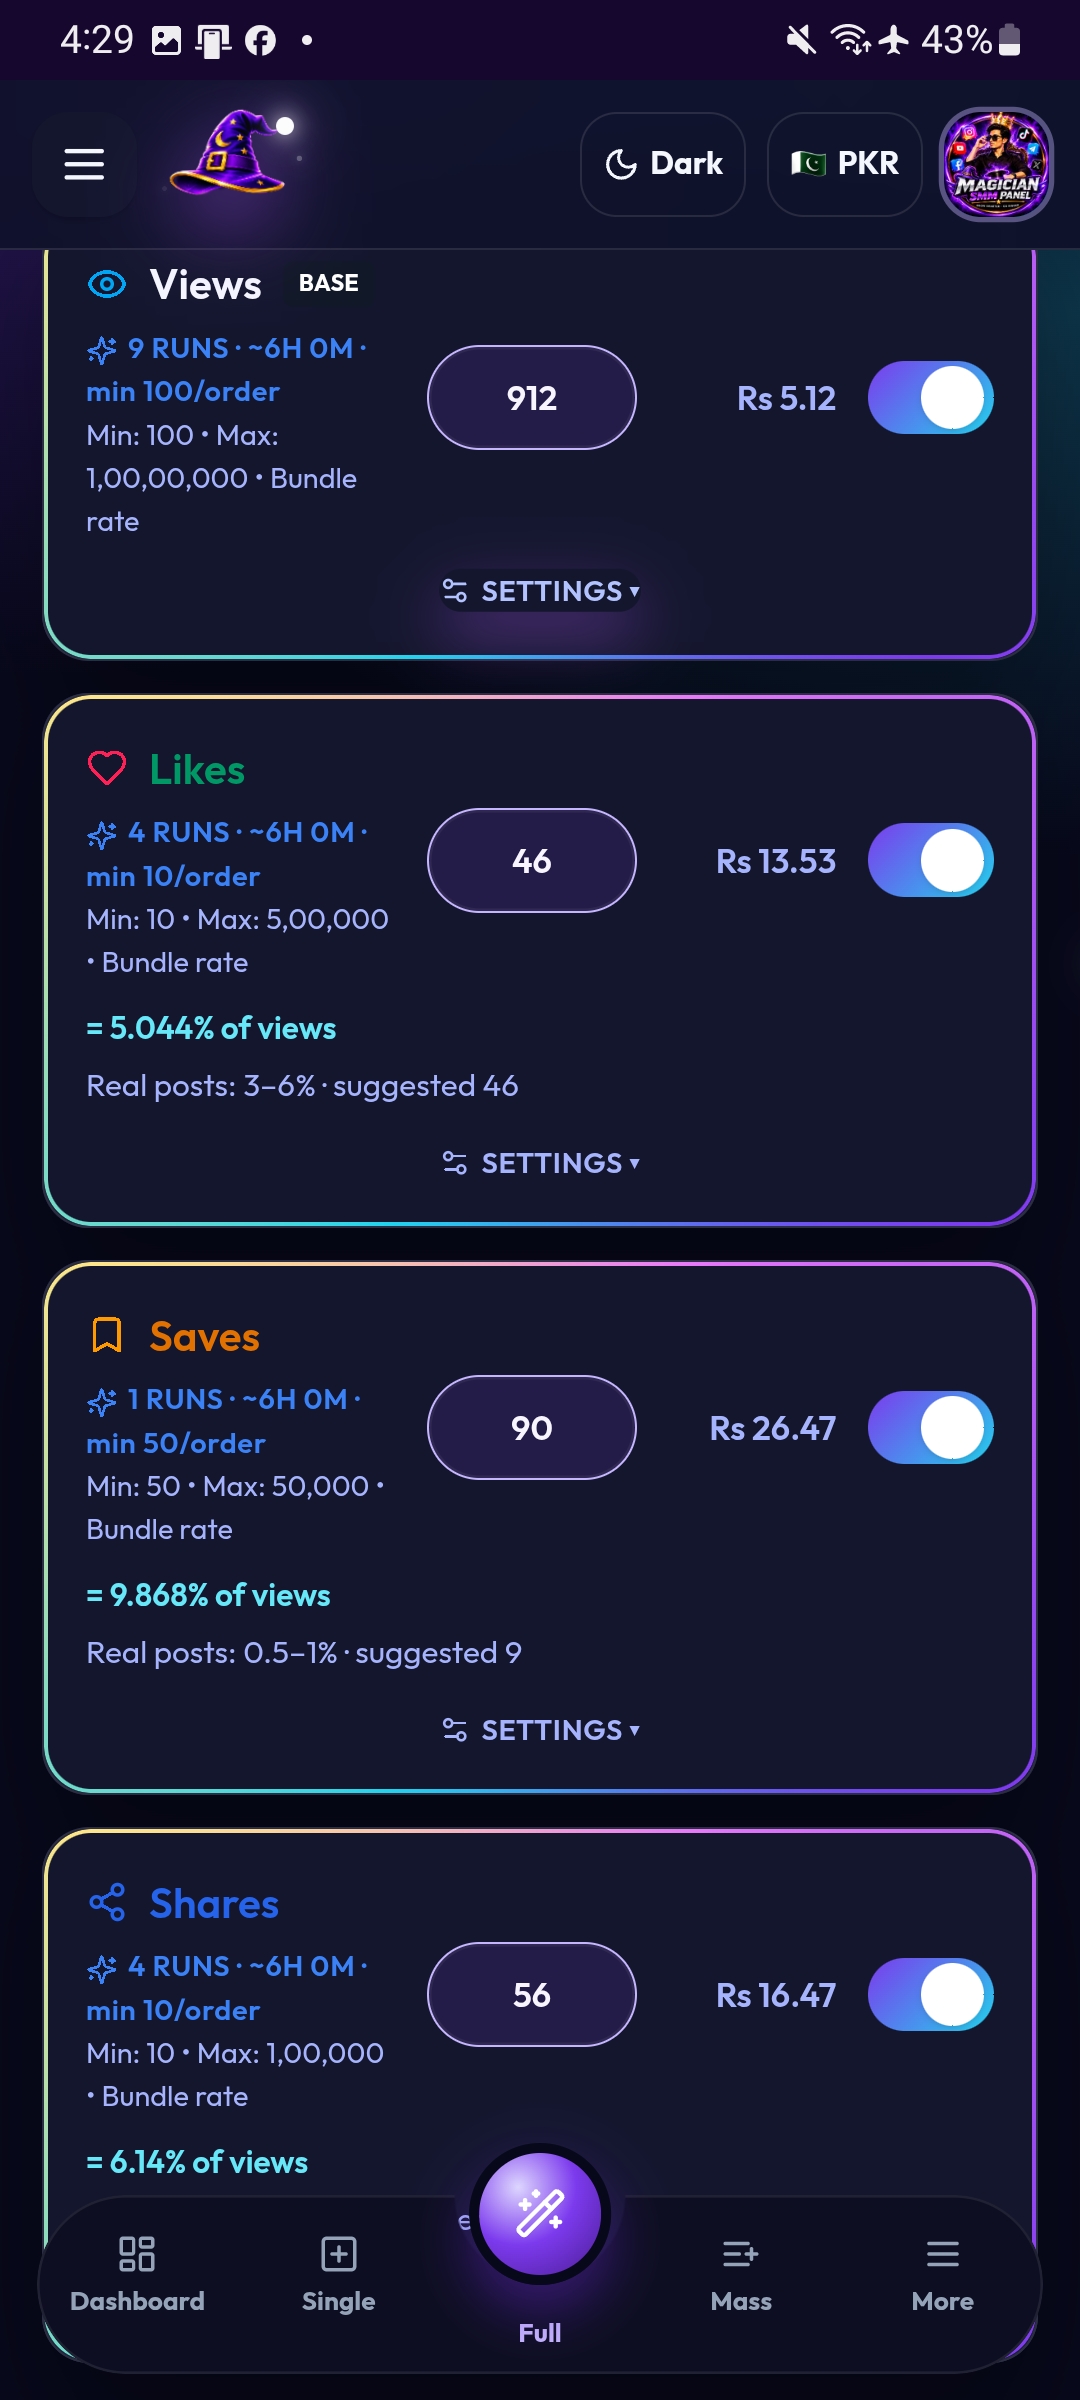 4:29
43%
Dark
PKR
MAGICIAN
SMM PANEL
Views BASE
9 RUNS · ~6H 0M ·
min 100/order
Min: 100 • Max:
1,00,00,000 • Bundle
rate
912
Rs 5.12
SETTINGS ▾
Likes
4 RUNS · ~6H 0M ·
min 10/order
Min: 10 • Max: 5,00,000
• Bundle rate
46
Rs 13.53
= 5.044% of views
Real posts: 3–6% · suggested 46
SETTINGS ▾
Saves
1 RUNS · ~6H 0M ·
min 50/order
Min: 50 • Max: 50,000 •
Bundle rate
90
Rs 26.47
= 9.868% of views
Real posts: 0.5–1% · suggested 9
SETTINGS ▾
Shares
4 RUNS · ~6H 0M ·
min 10/order
Min: 10 • Max: 1,00,000
• Bundle rate
56
Rs 16.47
= 6.14% of views
Dashboard
Single
Full
Mass
More